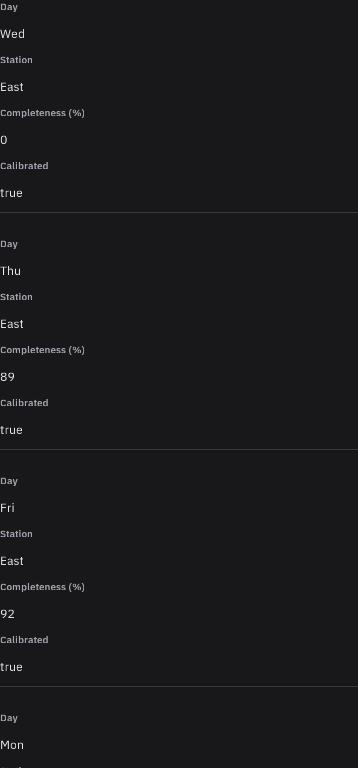 Day
Wed
Station
East
Completeness (%)
0
Calibrated
true
Day
Thu
Station
East
Completeness (%)
89
Calibrated
true
Day
Fri
Station
East
Completeness (%)
92
Calibrated
true
Day
Mon